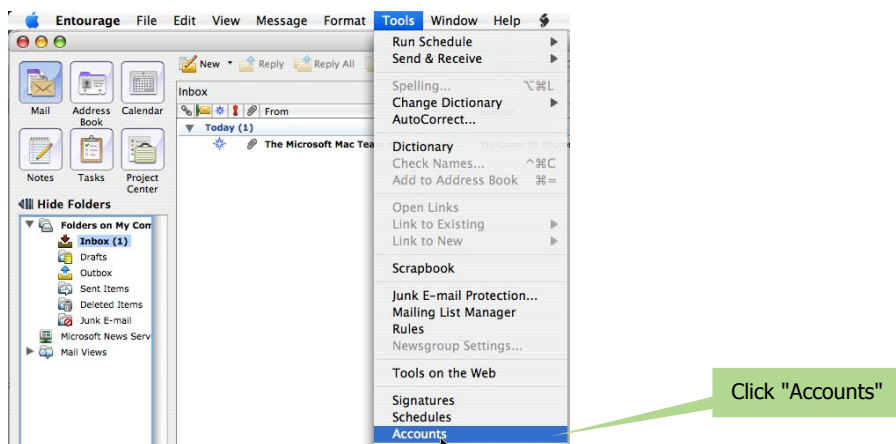 Entourage File Edit View Message Format Tools Window Help
New Reply Reply All
Mail
Address Book
Calendar
Notes
Tasks
Project Center
Hide Folders
Folders on My Com
Inbox (1)
Drafts
Outbox
Sent Items
Deleted Items
Junk E-mail
Microsoft News Serv
Mail Views
Inbox
From
Today (1)
The Microsoft Mac Tea
Run Schedule
Send & Receive
Spelling... ⌥⌘L
Change Dictionary
AutoCorrect...
Dictionary
Check Names... ^⌘C
Add to Address Book ⌘=
Open Links
Link to Existing
Link to New
Scrapbook
Junk E-mail Protection...
Mailing List Manager
Rules
Newsgroup Settings...
Tools on the Web
Signatures
Schedules
Accounts
Click "Accounts"